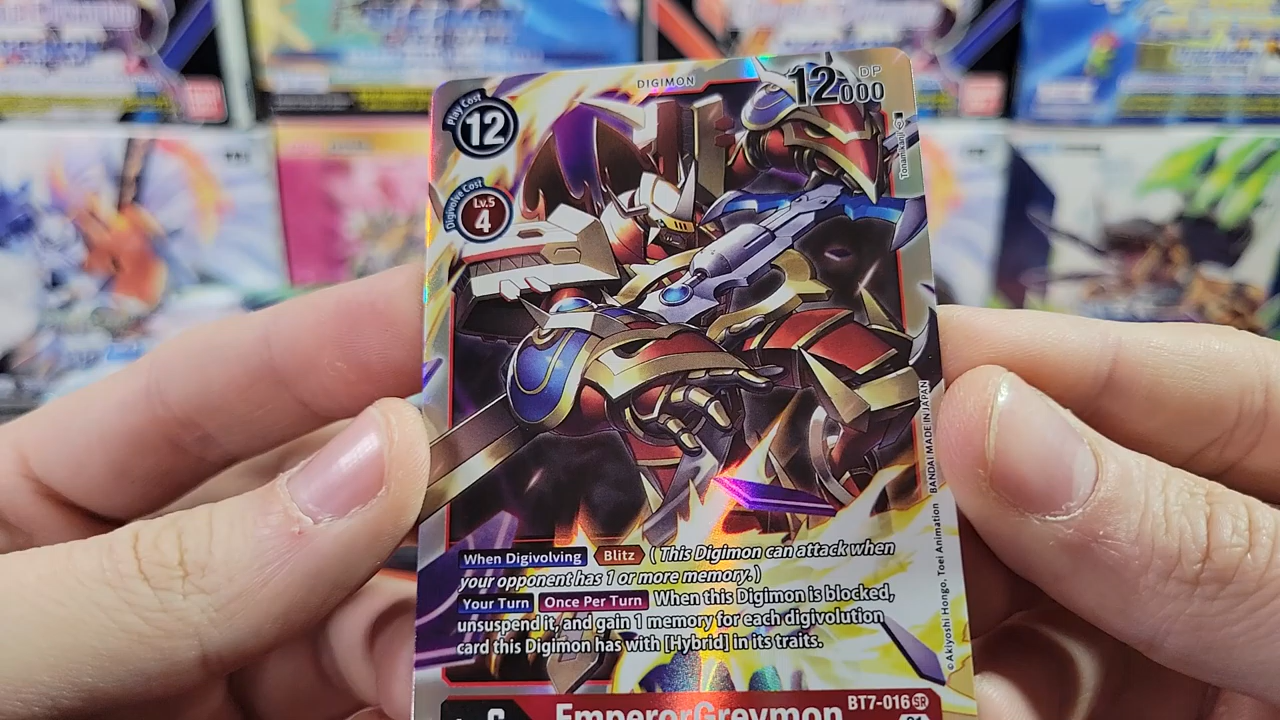 DIGIMON
12000
DP
Play Cost
12
Digivolve Cost
Lv.5
4
Tonamikanji
When Digivolving Blitz (This Digimon can attack when
your opponent has 1 or more memory.)
Your Turn Once Per Turn When this Digimon is blocked,
unsuspend it, and gain 1 memory for each digivolution
card this Digimon has with [Hybrid] in its traits.
©Akiyoshi Hongo, Toei Animation BANDAI MADE IN JAPAN
BT7-016 SR
EmperorGreymon